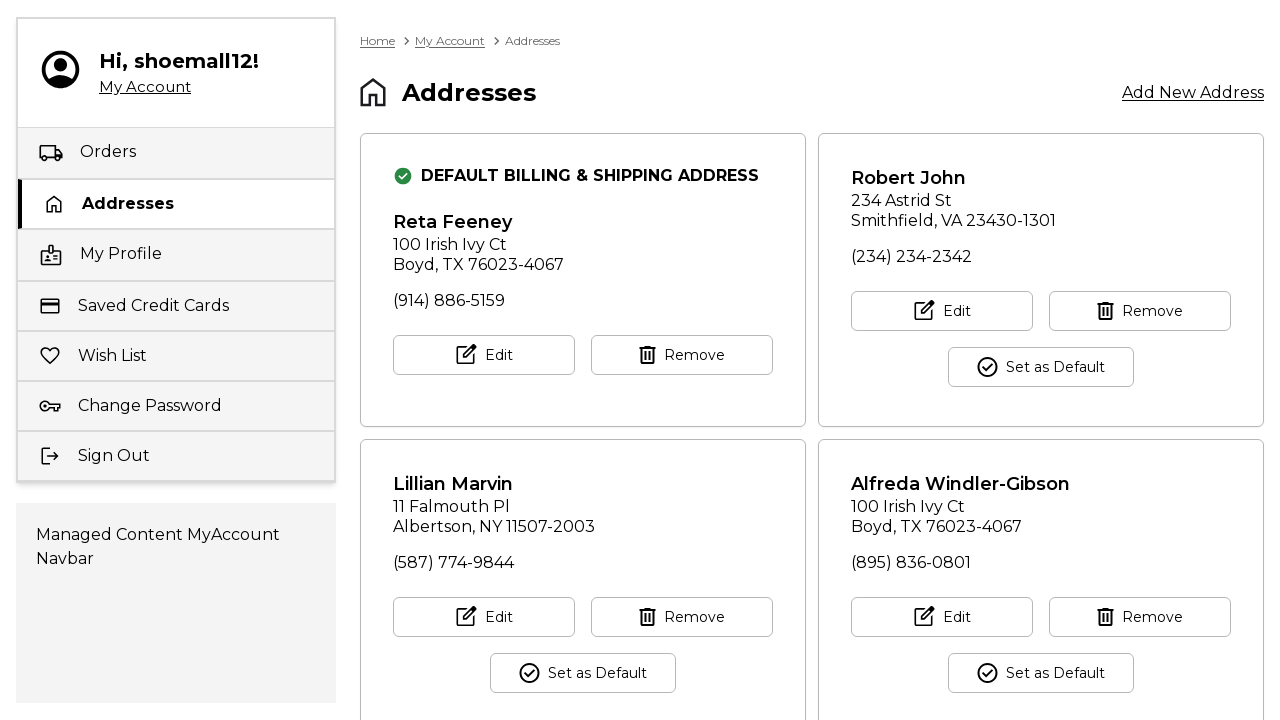 Hi, shoemall12!
My Account
Orders
Addresses
My Profile
Saved Credit Cards
Wish List
Change Password
Sign Out
Managed Content MyAccount
Navbar
Home
My Account
Addresses
Addresses
Add New Address
DEFAULT BILLING & SHIPPING ADDRESS
Reta Feeney
100 Irish Ivy Ct
Boyd, TX 76023-4067
(914) 886-5159
Edit
Remove
Robert John
234 Astrid St
Smithfield, VA 23430-1301
(234) 234-2342
Edit
Remove
Set as Default
Lillian Marvin
11 Falmouth Pl
Albertson, NY 11507-2003
(587) 774-9844
Edit
Remove
Set as Default
Alfreda Windler-Gibson
100 Irish Ivy Ct
Boyd, TX 76023-4067
(895) 836-0801
Edit
Remove
Set as Default